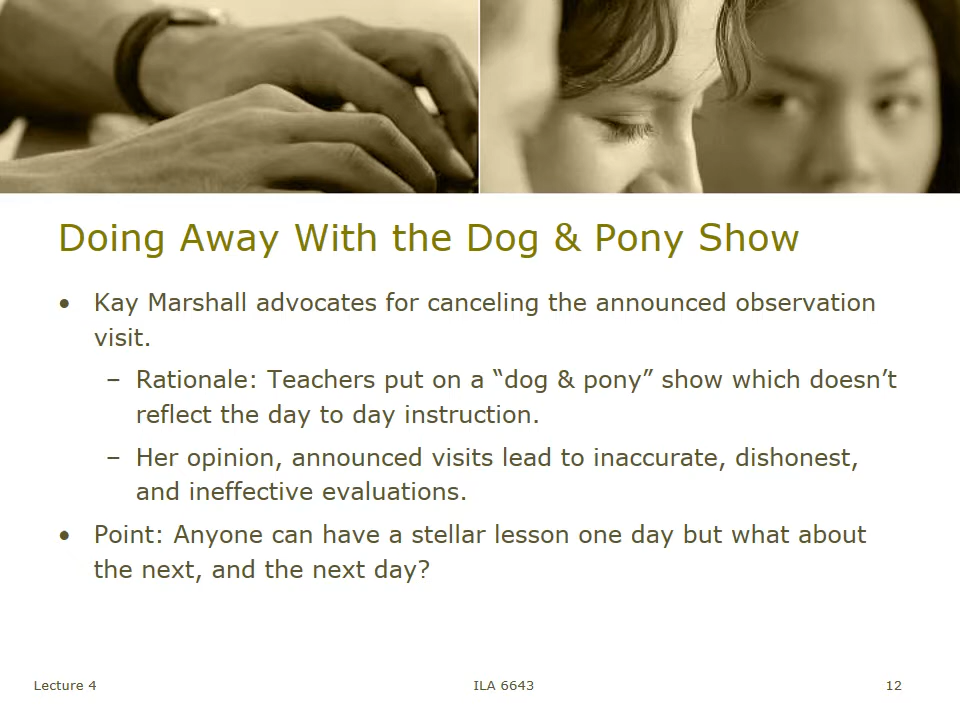 Doing Away With the Dog & Pony Show
• Kay Marshall advocates for canceling the announced observation
visit.
– Rationale: Teachers put on a “dog & pony” show which doesn’t
reflect the day to day instruction.
– Her opinion, announced visits lead to inaccurate, dishonest,
and ineffective evaluations.
• Point: Anyone can have a stellar lesson one day but what about
the next, and the next day?
Lecture 4
ILA 6643
12